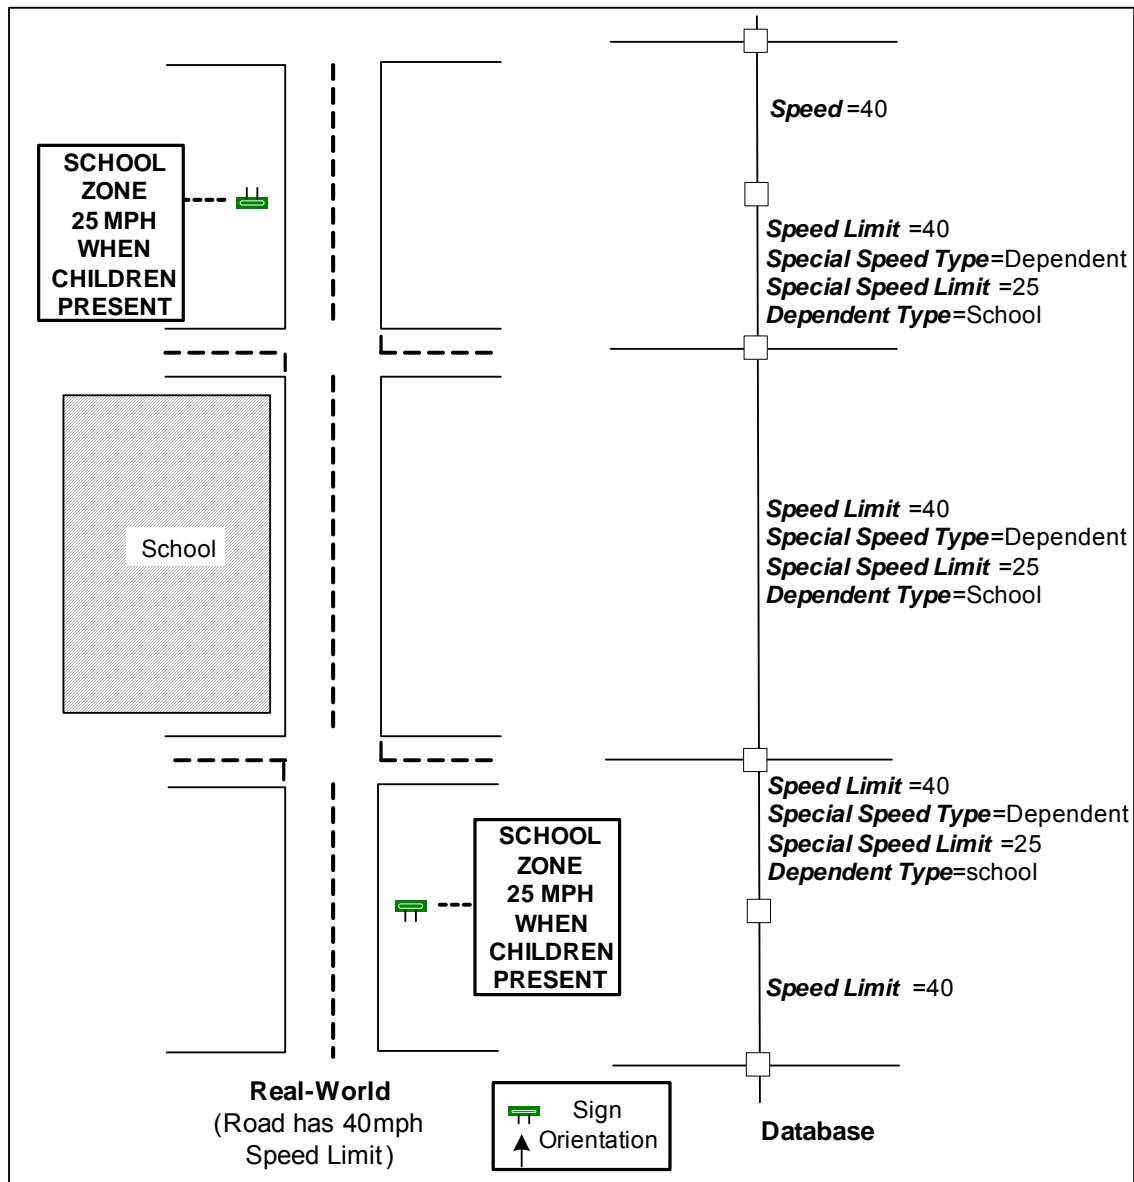 Speed =40
SCHOOL
ZONE
25 MPH
WHEN
CHILDREN
PRESENT
Speed Limit =40
Special Speed Type=Dependent
Special Speed Limit =25
Dependent Type=School
School
Speed Limit =40
Special Speed Type=Dependent
Special Speed Limit =25
Dependent Type=School
Speed Limit =40
Special Speed Type=Dependent
Special Speed Limit =25
Dependent Type=school
SCHOOL
ZONE
25 MPH
WHEN
CHILDREN
PRESENT
Speed Limit =40
Real-World
(Road has 40mph
Speed Limit)
Sign
Orientation
Database